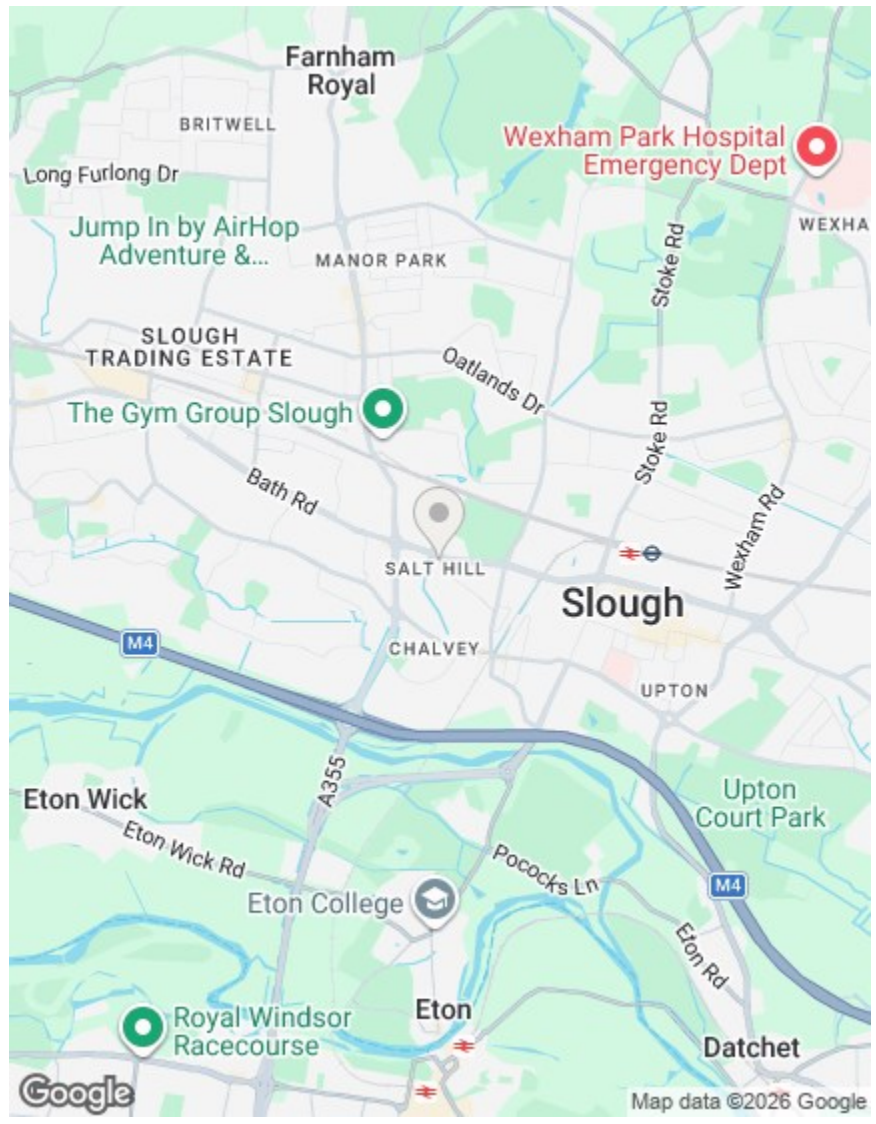 Farnham
Royal
BRITWELL
Wexham Park Hospital
Emergency Dept
Long Furlong Dr
Jump In by AirHop
Adventure &...
WEXHA
MANOR PARK
Stoke Rd
SLOUGH
TRADING ESTATE
Oatlands Dr
The Gym Group Slough
Stoke Rd
Bath Rd
Wexham Rd
SALT HILL
Slough
M4
CHALVEY
UPTON
A355
Eton Wick
Upton
Court Park
Eton Wick Rd
Pococks Ln
M4
Eton College
Eton Rd
Eton
Royal Windsor
Racecourse
Datchet
Google
Map data ©2026 Google